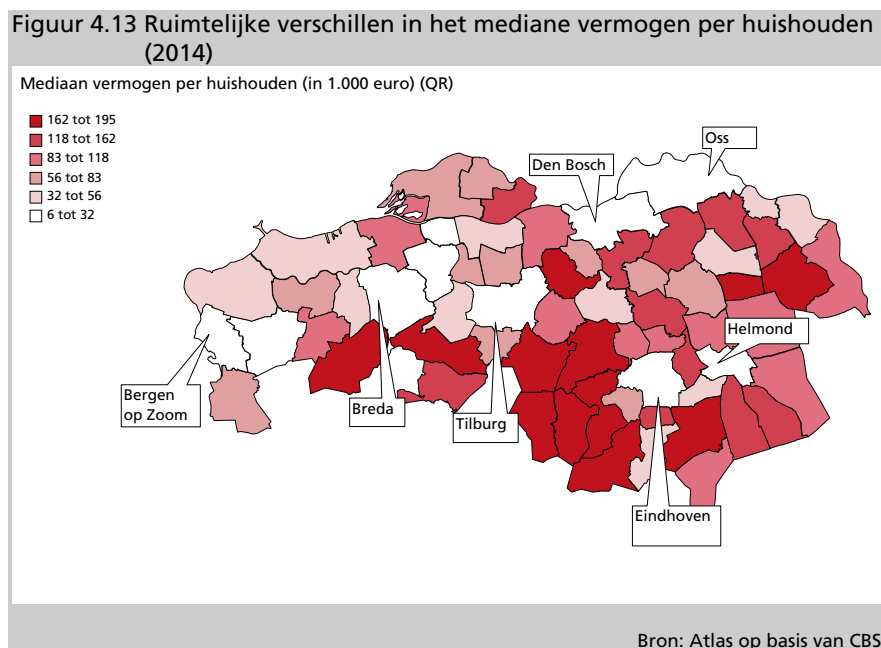 Figuur 4.13 Ruimtelijke verschillen in het mediane vermogen per huishouden
(2014)
Mediaan vermogen per huishouden (in 1.000 euro) (QR)
162 tot 195
118 tot 162
83 tot 118
56 tot 83
32 tot 56
6 tot 32
Oss
Den Bosch
Helmond
Bergen
op Zoom
Breda
Tilburg
Eindhoven
Bron: Atlas op basis van CBS